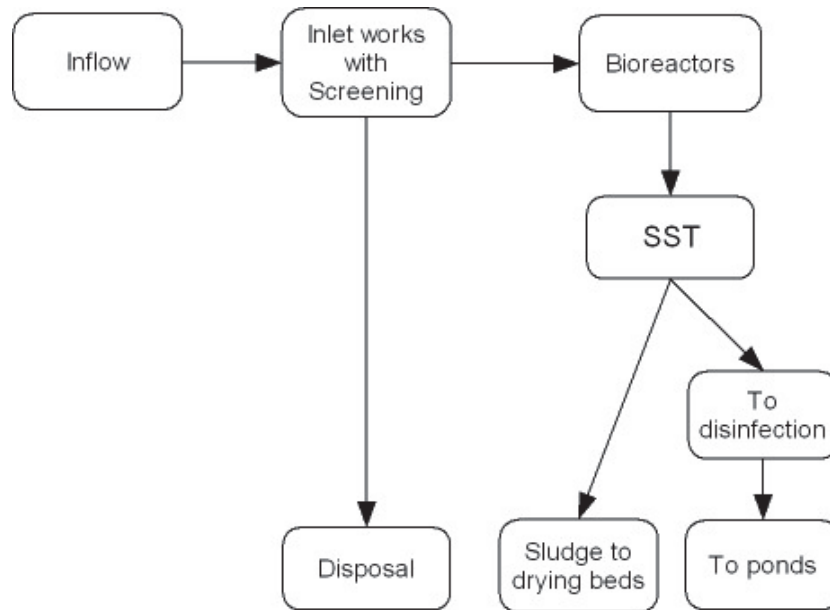 Inflow
Inlet works
with
Screening
Bioreactors
SST
To
disinfection
Disposal
Sludge to
drying beds
To ponds